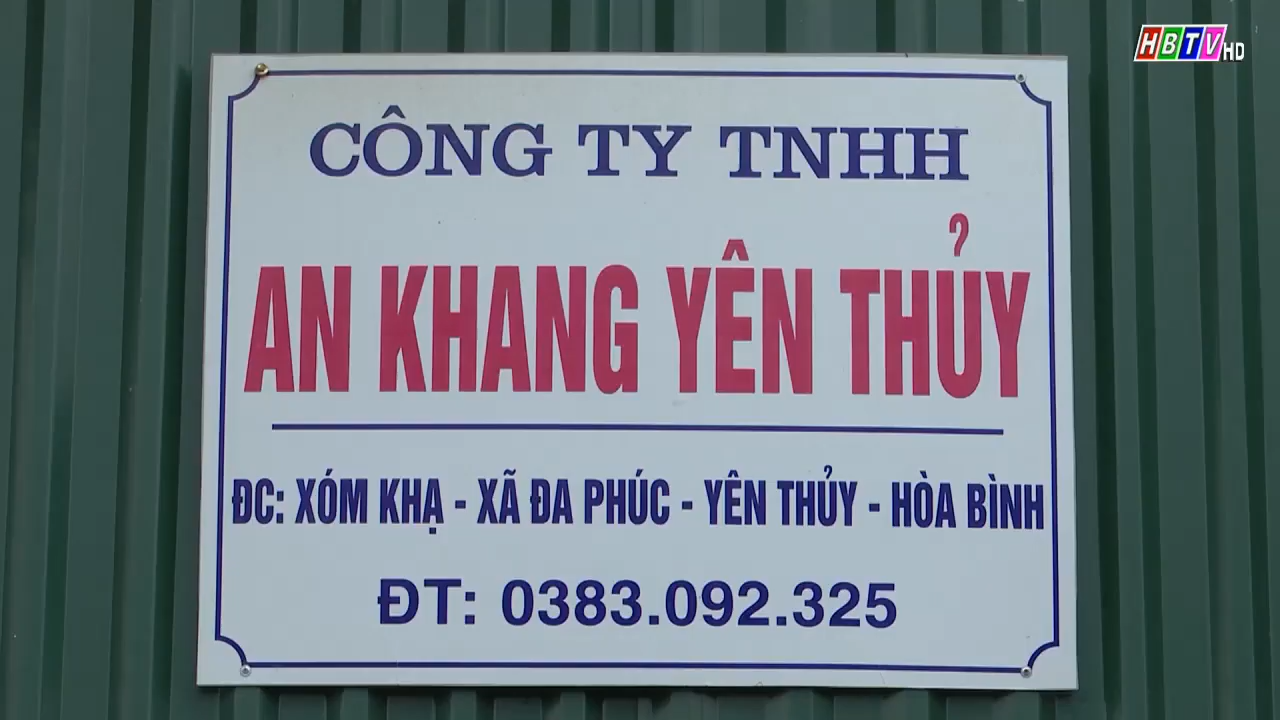 HBTV HD
CÔNG TY TNHH
AN KHANG YÊN THỦY
ĐC: XÓM KHẠ - XÃ ĐA PHÚC - YÊN THỦY - HÒA BÌNH
ĐT: 0383.092.325